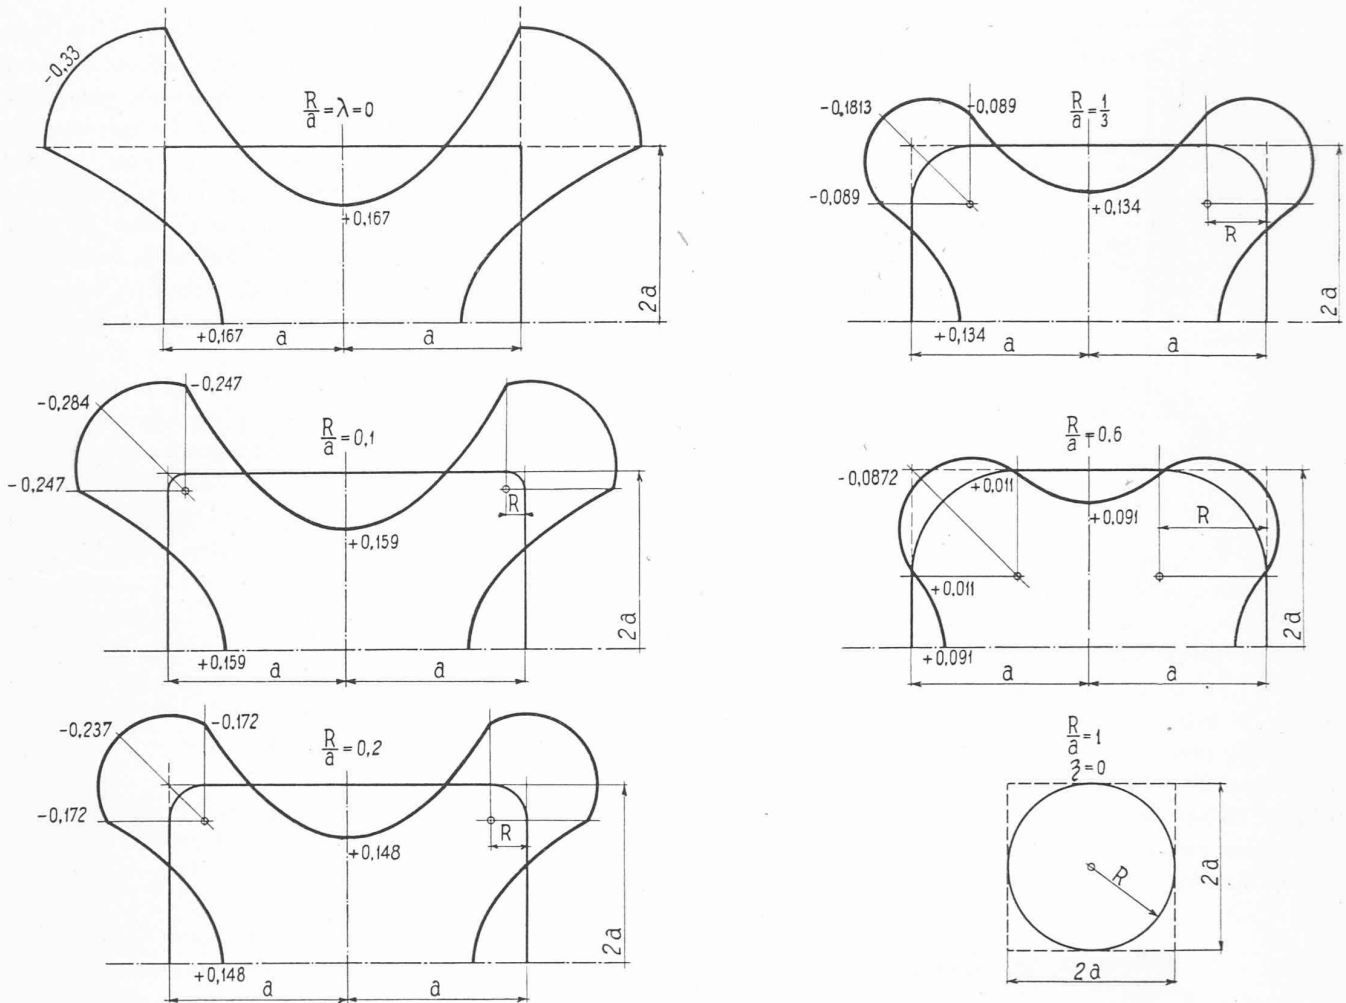 -0,33
R/a=λ=0
+0,167
2a
+0,167
a
a
-0,247
-0,284
R/a=0,1
-0,247
R
+0,159
2a
+0,159
a
a
-0,237
-0,172
R/a=0,2
-0,172
R
+0,148
2a
+0,148
a
a
-0,1813
-0,089
R/a=1/3
-0,089
+0,134
R
2a
+0,134
a
a
R/a=0,6
-0,0872
+0,011
+0,091
R
+0,011
2a
+0,091
a
a
R/a=1
=0
R
2a
2a